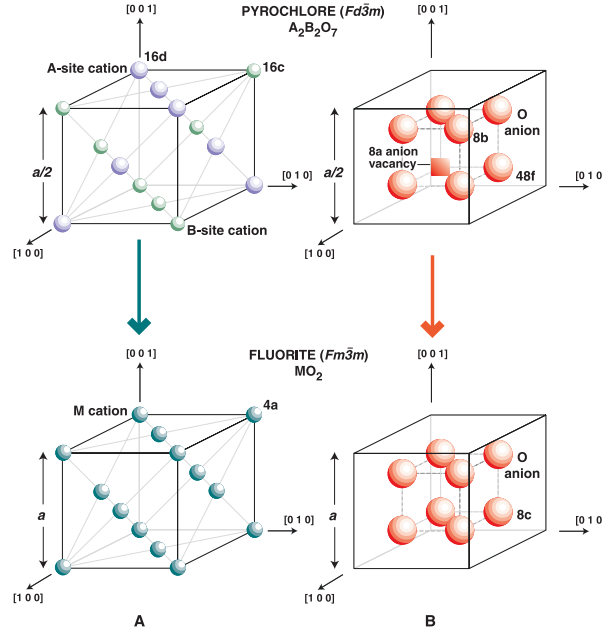 PYROCHLORE (Fd3̄m)
A₂B₂O₇
[0 0 1]
[0 0 1]
16d
A-site cation
16c
O
anion
8b
8a anion
vacancy
a/2
a/2
48f
[0 1 0]
[0 1 0
B-site cation
[1 0 0]
[1 0 0]
FLUORITE (Fm3̄m)
MO₂
[0 0 1]
[0 0 1]
M cation
4a
O
anion
a
a
8c
[0 1 0]
[0 1 0]
[1 0 0]
[1 0 0]
A
B